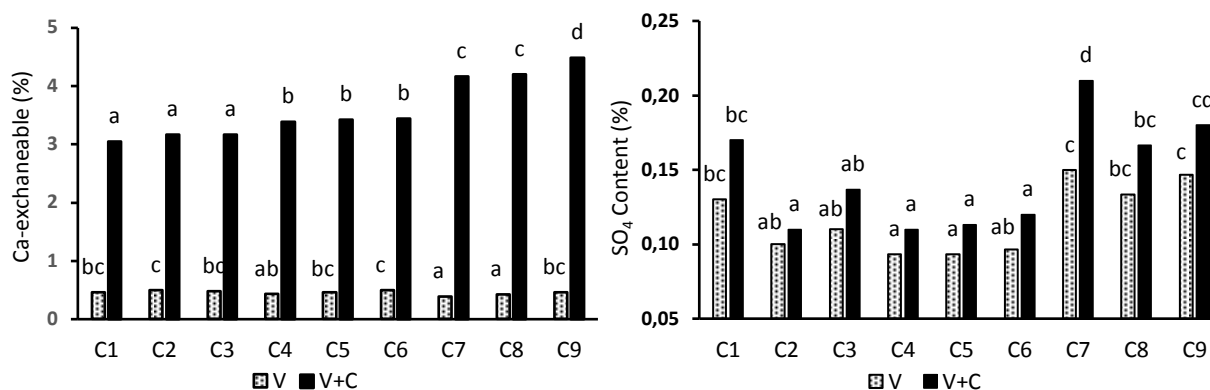 Ca-exchaneable (%)
5
4
3
2
1
0
a a a b b b c c d
bc c bc ab bc c a a bc
C1 C2 C3 C4 C5 C6 C7 C8 C9
V V+C
SO4 Content (%)
0,25
0,20
0,15
0,10
0,05
bc a ab a a a d bc cd
bc ab ab a a ab c bc c
C1 C2 C3 C4 C5 C6 C7 C8 C9
V V+C